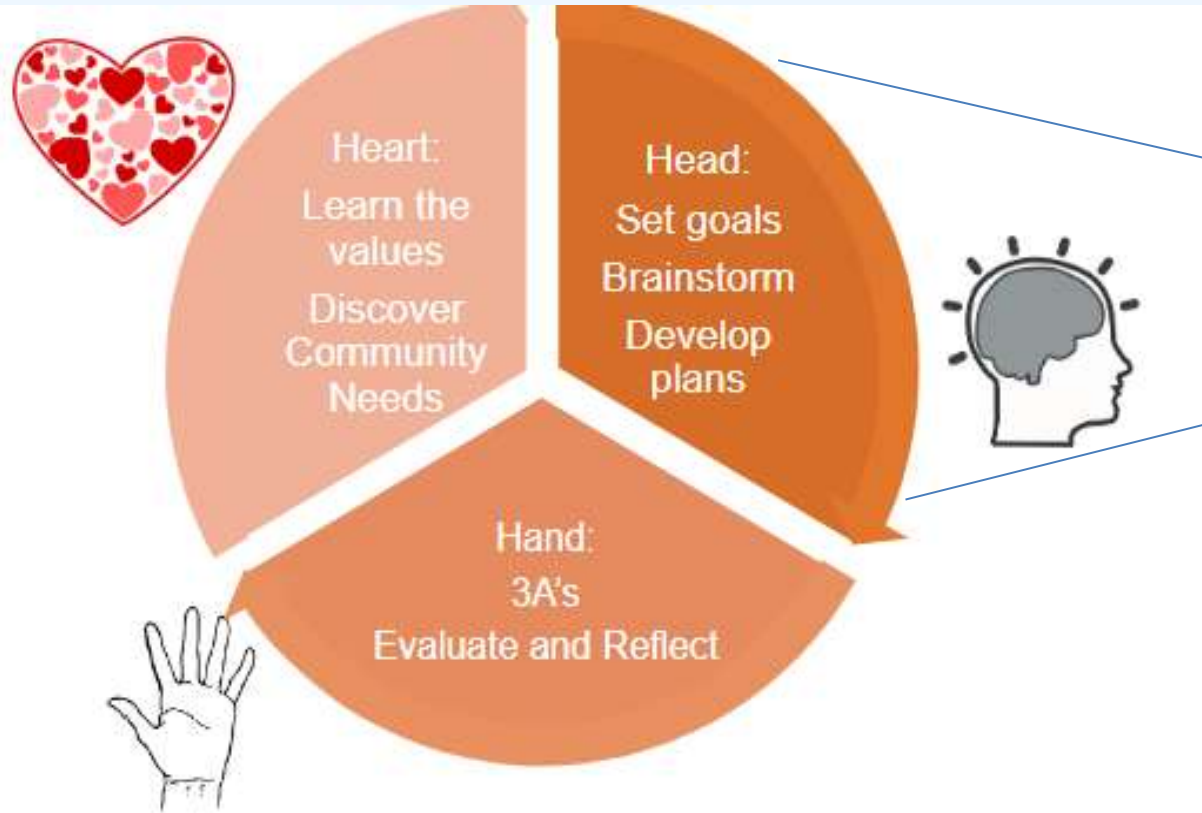 Heart:
Learn the
values
Discover
Community
Needs
Head:
Set goals
Brainstorm
Develop
plans
Hand:
3A's
Evaluate and Reflect